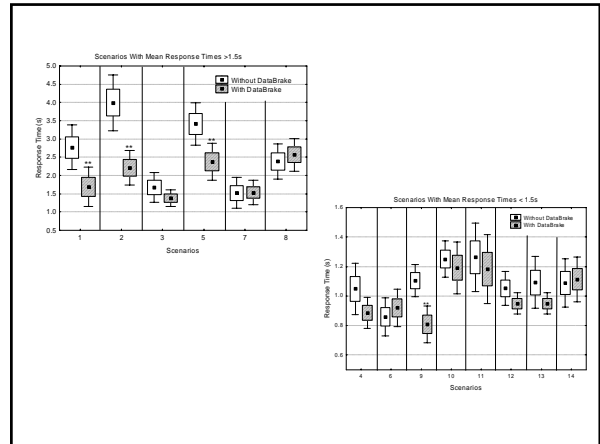 Scenarios With Mean Response Times >1.5s
Response Time (s)
5.0
4.5
4.0
3.5
3.0
2.5
2.0
1.5
1.0
0.5
Without DataBrake
With DataBrake
**
**
**
1 2 3 5 7 8
Scenarios
Scenarios With Mean Response Times < 1.5s
Response Time (s)
1.6
1.4
1.2
1.0
0.8
0.6
Without DataBrake
With DataBrake
**
4 6 9 10 11 12 13 14
Scenarios